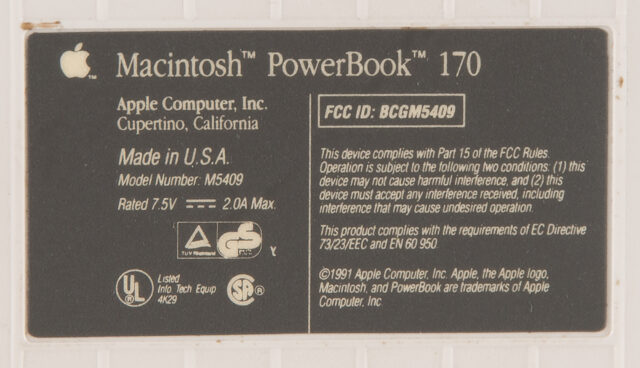 Macintosh™ PowerBook™ 170
Apple Computer, Inc.
Cupertino, California
Made in U.S.A.
Model Number: M5409
Rated 7.5V 2.0A Max.
TÜV Rheinland
GS
Y
UL® Listed
Info. Tech Equip
4K29
SA®
FCC ID: BCGM5409
This device complies with Part 15 of the FCC Rules.
Operation is subject to the following two conditions: (1) this
device may not cause harmful interference, and (2) this
device must accept any interference received, including
interference that may cause undesired operation.
This product complies with the requirements of EC Directive
73/23/EEC and EN 60 950.
©1991 Apple Computer, Inc. Apple, the Apple logo,
Macintosh, and PowerBook are trademarks of Apple
Computer, Inc.